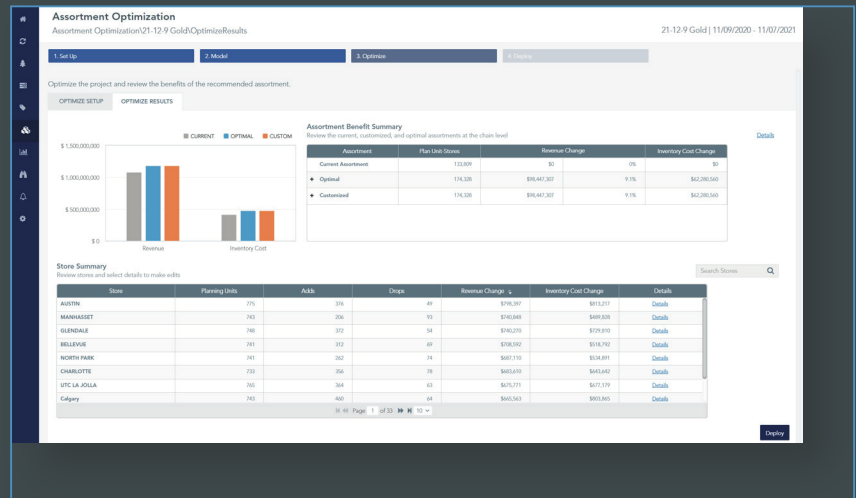 Assortment Optimization
Assortment Optimization\21-12-9 Gold\OptimizeResults
21-12-9 Gold | 11/09/2020 - 11/07/2021
1. Set Up
2. Model
3. Optimize
4. Deploy
Optimize the project and review the benefits of the recommended assortment.
OPTIMIZE SETUP
OPTIMIZE RESULTS
CURRENT OPTIMAL CUSTOM
$ 1,500,000,000
$ 1,000,000,000
$ 500,000,000
$ 0
Revenue Inventory Cost
Assortment Benefit Summary
Review the current, customized, and optimal assortments at the chain level
Details
Assortment Plan Unit-Stores Revenue Change Inventory Cost Change
Current Assortment 133,809 $0 0% $0
+ Optimal 174,328 $98,447,307 9.1% $62,280,560
+ Customized 174,328 $98,447,307 9.1% $62,280,560
Store Summary
Review stores and select details to make edits
Search Stores
Store Planning Units Adds Drops Revenue Change Inventory Cost Change Details
AUSTIN 775 376 49 $798,397 $813,217 Details
MANHASSET 743 206 93 $740,848 $489,828 Details
GLENDALE 748 372 54 $740,270 $729,810 Details
BELLEVUE 741 312 69 $708,592 $518,792 Details
NORTH PARK 741 262 74 $687,110 $534,891 Details
CHARLOTTE 733 356 78 $683,610 $643,642 Details
UTC LA JOLLA 765 364 63 $675,771 $677,179 Details
Calgary 743 460 64 $665,563 $803,865 Details
Page 1 of 33 10
Deploy